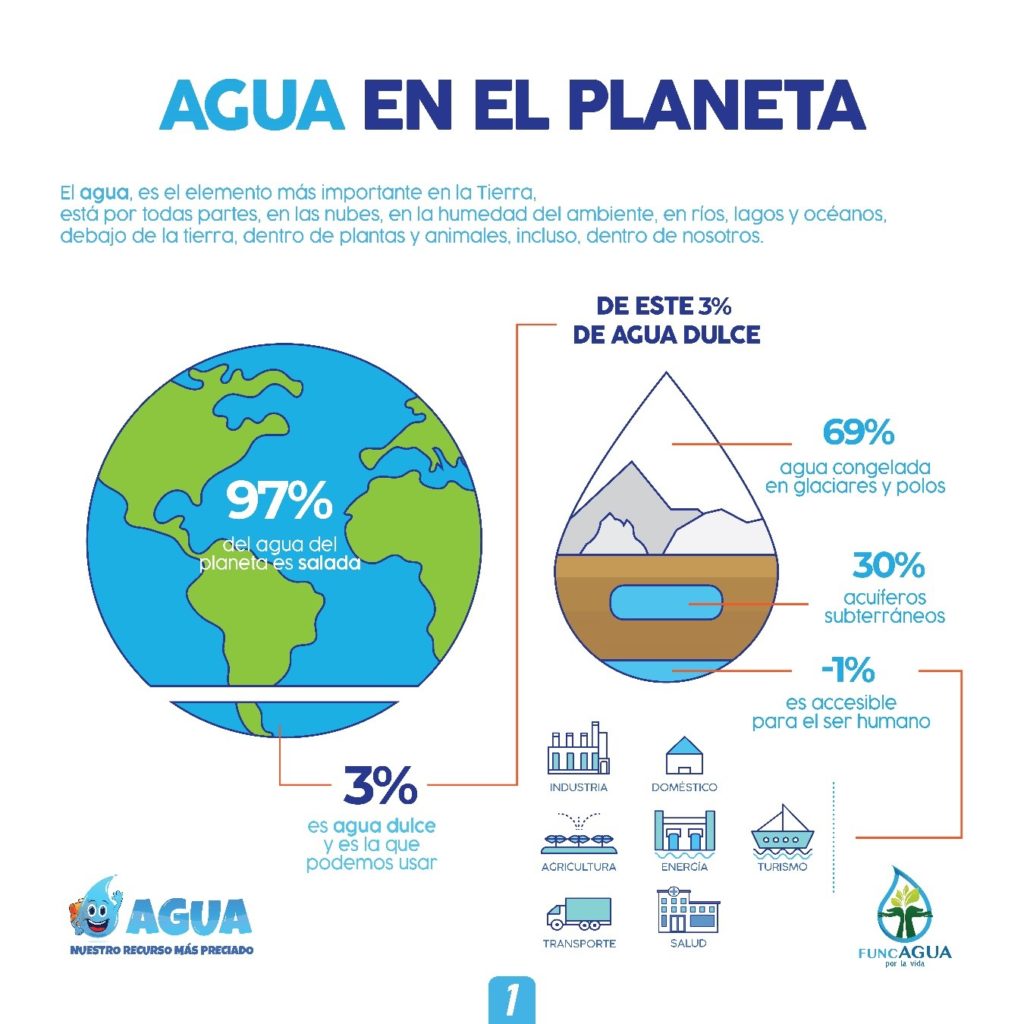 AGUA EN EL PLANETA
El agua, es el elemento más importante en la Tierra,
está por todas partes, en las nubes, en la humedad del ambiente, en ríos, lagos y océanos,
debajo de la tierra, dentro de plantas y animales, incluso, dentro de nosotros.
97%
del agua del
planeta es salada
3%
es agua dulce
y es la que
podemos usar
DE ESTE 3%
DE AGUA DULCE
69%
agua congelada
en glaciares y polos
30%
acuíferos
subterráneos
-1%
es accesible
para el ser humano
INDUSTRIA
DOMÉSTICO
AGRICULTURA
ENERGÍA
TURISMO
TRANSPORTE
SALUD
AGUA
NUESTRO RECURSO MÁS PRECIADO
FUNCAGUA
por la vida
1